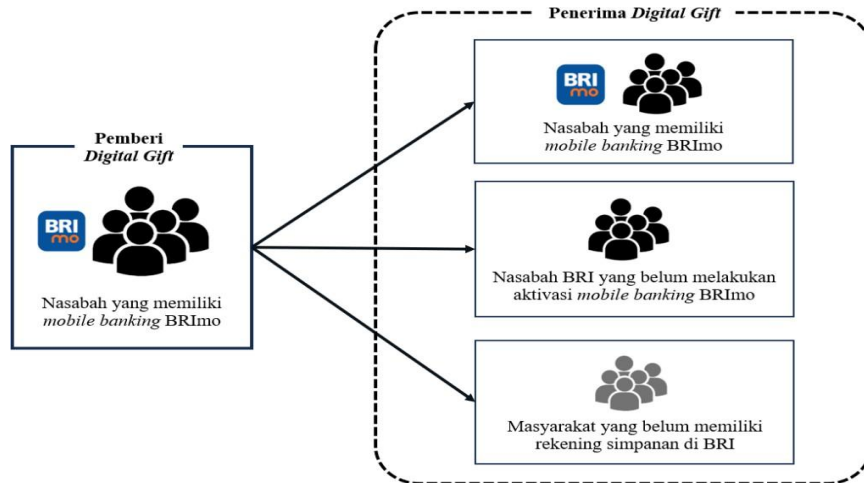 Penerima Digital Gift
BRI
mo
Nasabah yang memiliki
mobile banking BRImo
Pemberi
Digital Gift
BRI
mo
Nasabah yang memiliki
mobile banking BRImo
Nasabah BRI yang belum melakukan
aktivasi mobile banking BRImo
Masyarakat yang belum memiliki
rekening simpanan di BRI